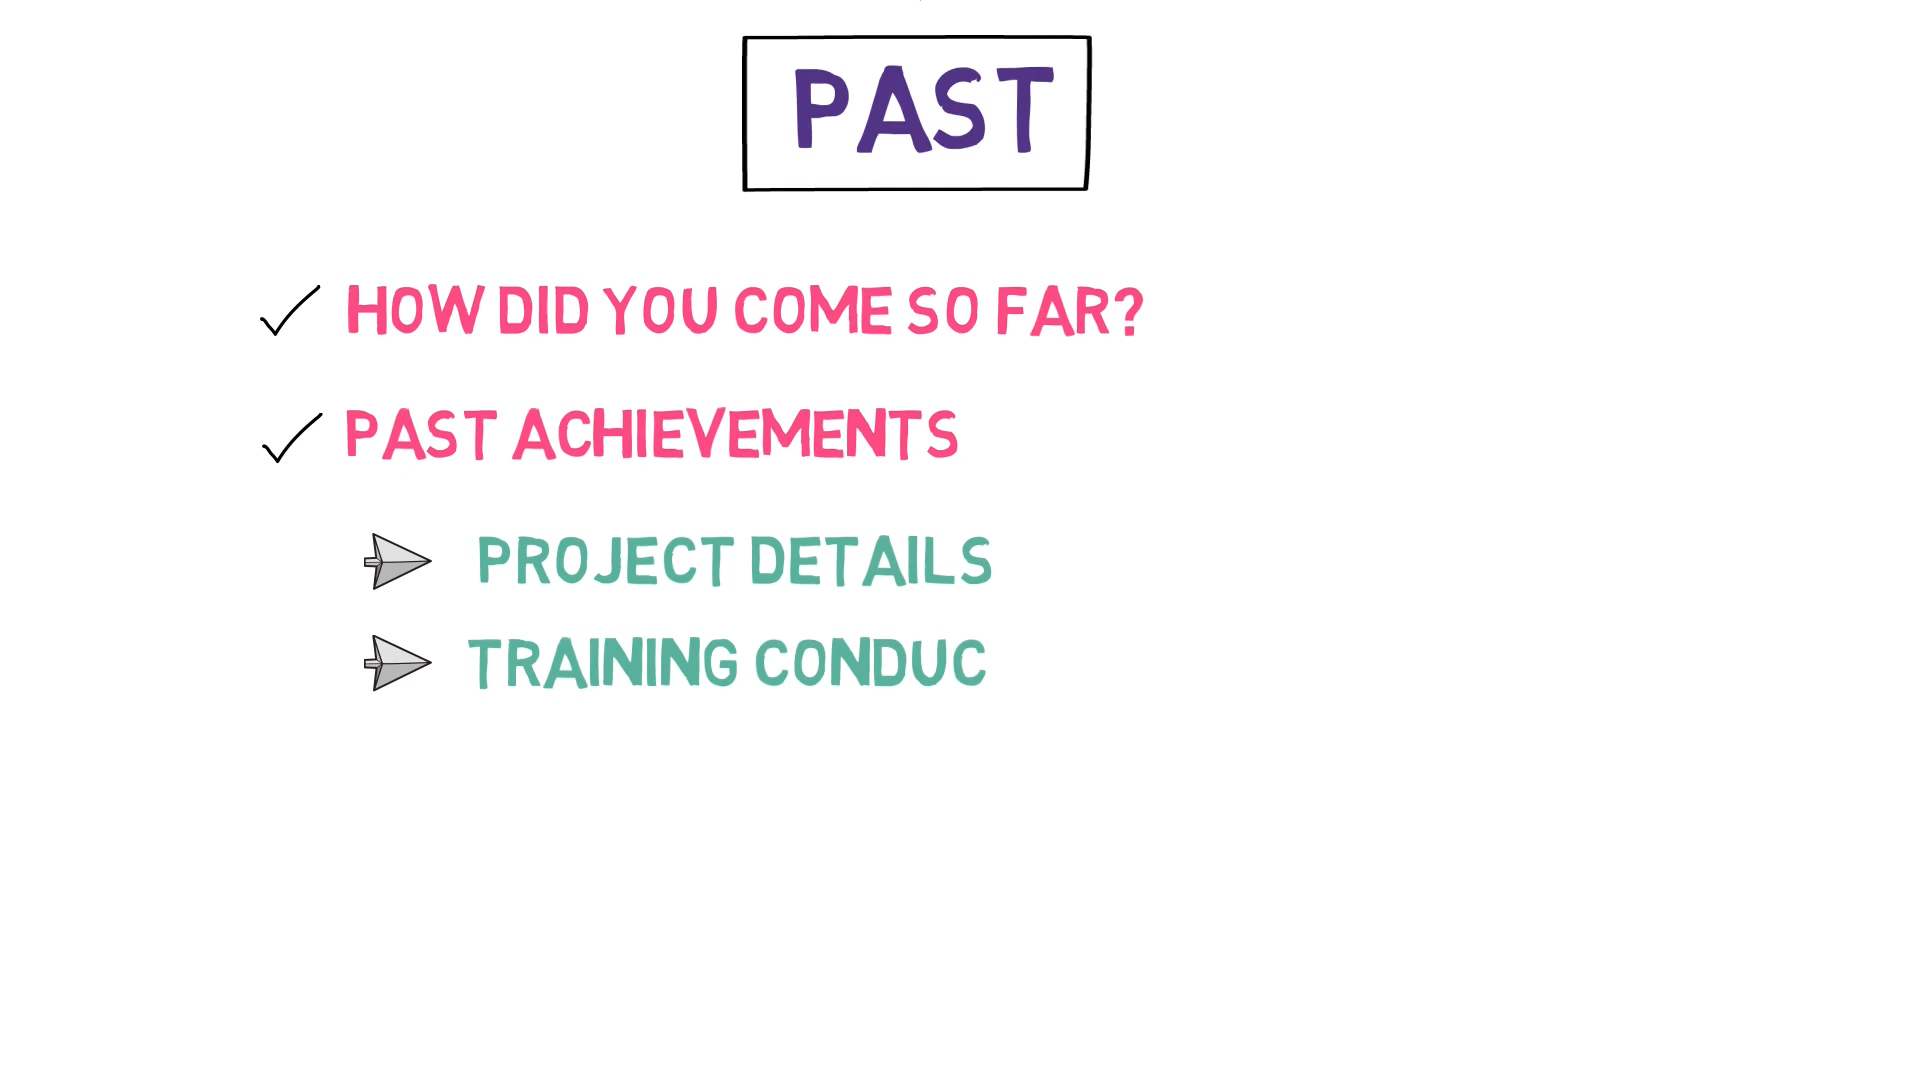 PAST
HOW DID YOU COME SO FAR?
PAST ACHIEVEMENTS
PROJECT DETAILS
TRAINING CONDUC